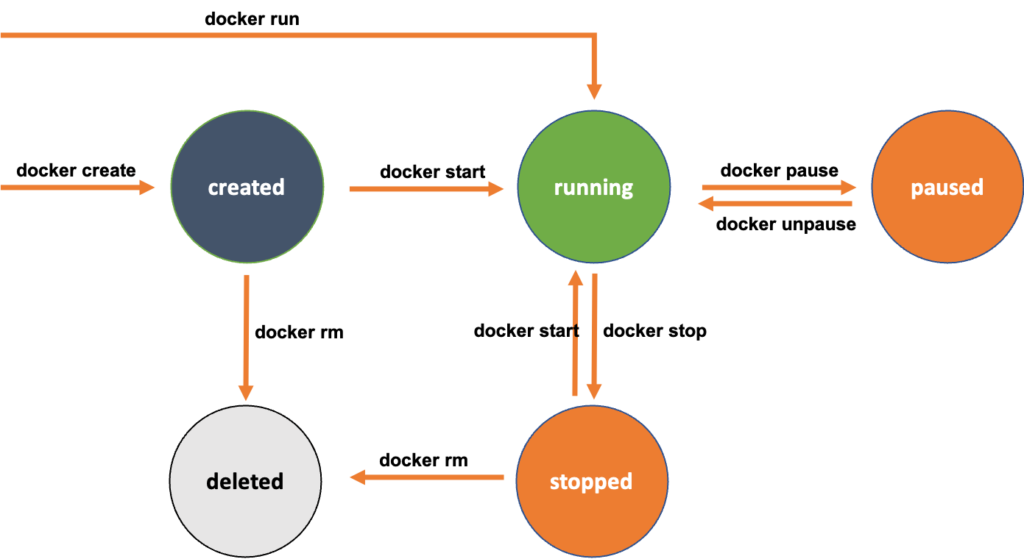 docker run
docker create
created
docker start
running
docker pause
docker unpause
paused
docker rm
docker start
docker stop
deleted
docker rm
stopped